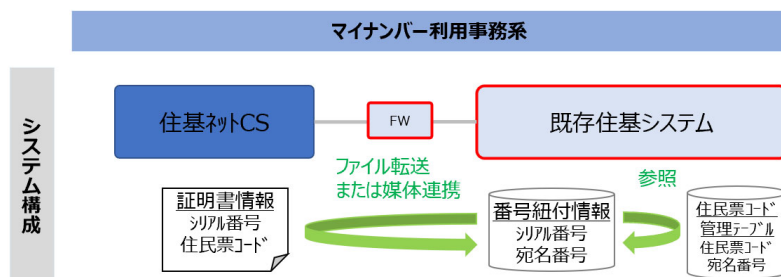 マイナンバー利用事務系
システム構成
住基ネットCS
FW
既存住基システム
ファイル転送
または媒体連携
参照
証明書情報
ｼﾘｱﾙ番号
住民票ｺｰﾄﾞ
番号紐付情報
ｼﾘｱﾙ番号
宛名番号
住民票ｺｰﾄﾞ
管理ﾃｰﾌﾞﾙ
住民票ｺｰﾄﾞ
宛名番号